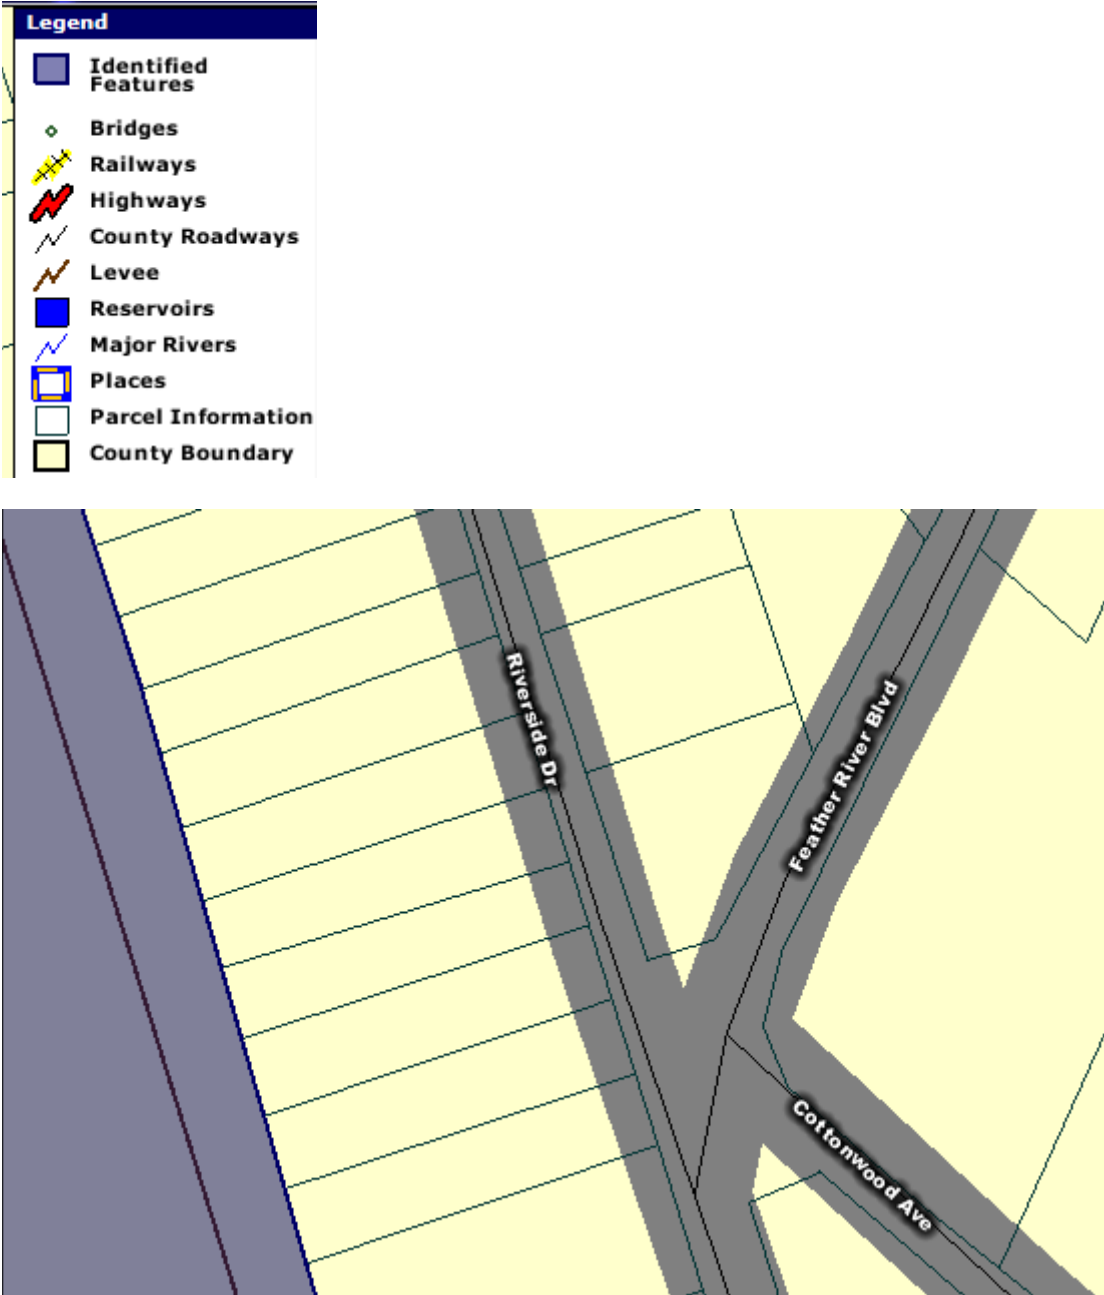 Legend
Identified
Features
Bridges
Railways
Highways
County Roadways
Levee
Reservoirs
Major Rivers
Places
Parcel Information
County Boundary
Riverside Dr
Feather River Blvd
Cottonwood Ave